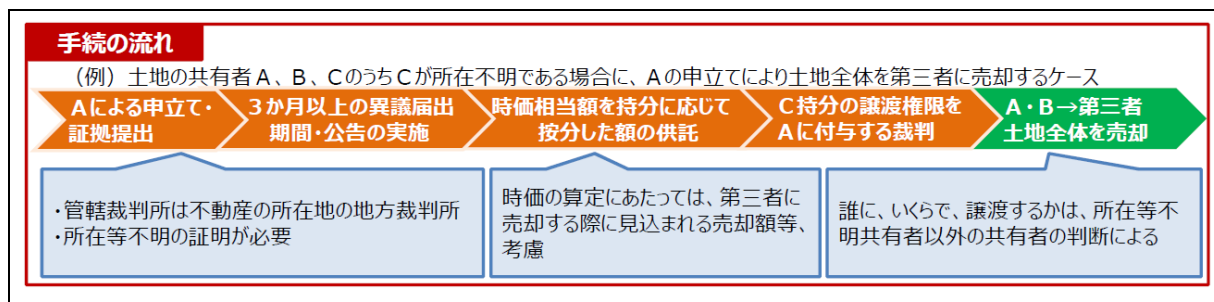 手続の流れ
（例）土地の共有者Ａ、Ｂ、ＣのうちＣが所在不明である場合に、Ａの申立てにより土地全体を第三者に売却するケース
Ａによる申立て・
証拠提出
３か月以上の異議届出
期間・公告の実施
時価相当額を持分に応じて
按分した額の供託
Ｃ持分の譲渡権限を
Ａに付与する裁判
Ａ・Ｂ→第三者
土地全体を売却
・管轄裁判所は不動産の所在地の地方裁判所
・所在等不明の証明が必要
時価の算定にあたっては、第三者に
売却する際に見込まれる売却額等、
考慮
誰に、いくらで、譲渡するかは、所在等不
明共有者以外の共有者の判断による